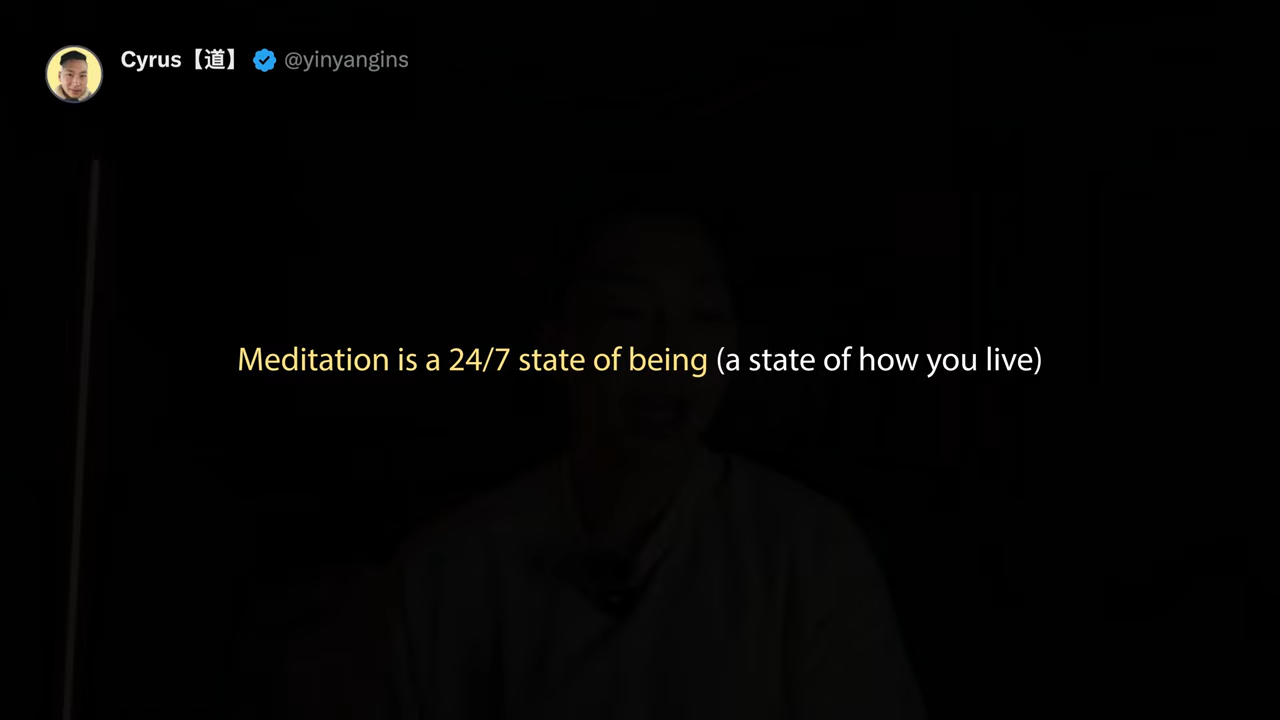 Cyrus【道】 @yinyangins
Meditation is a 24/7 state of being (a state of how you live)